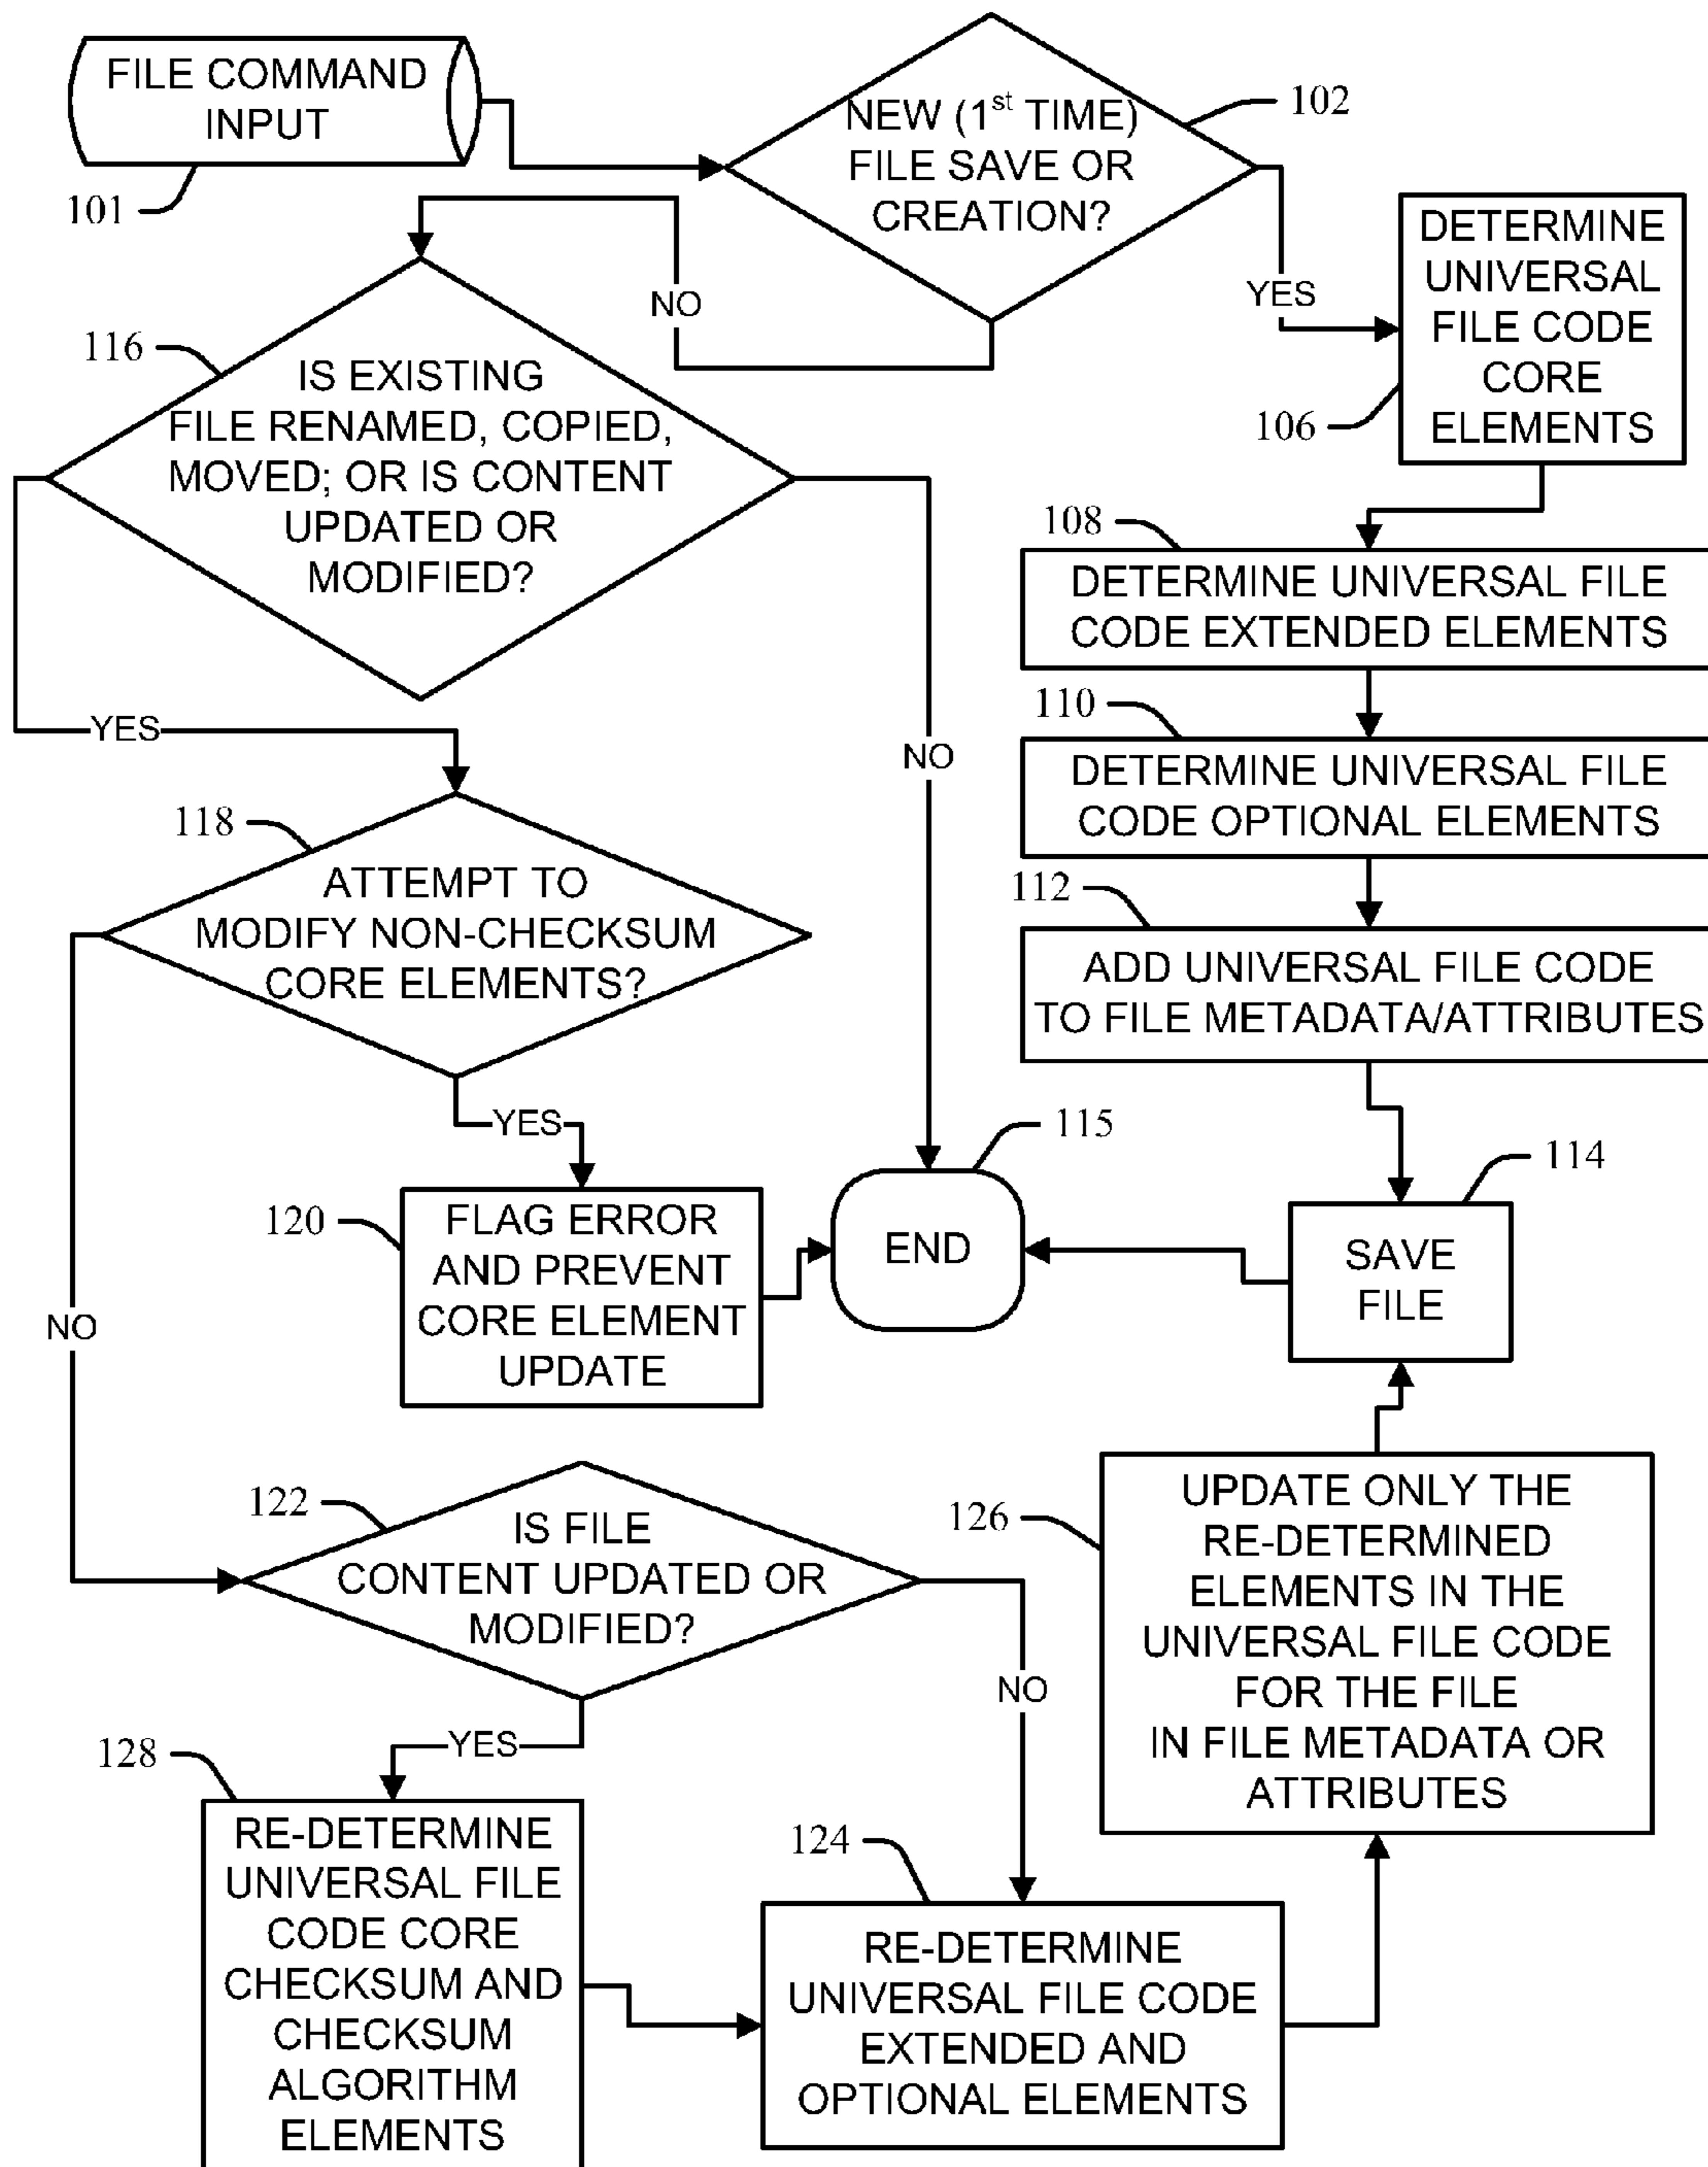 FILE COMMAND
INPUT
101
NEW (1st TIME)
FILE SAVE OR
CREATION?
102
NO
YES
DETERMINE
UNIVERSAL
FILE CODE
CORE
ELEMENTS
106
116
IS EXISTING
FILE RENAMED, COPIED,
MOVED; OR IS CONTENT
UPDATED OR
MODIFIED?
YES
NO
108
DETERMINE UNIVERSAL FILE
CODE EXTENDED ELEMENTS
110
DETERMINE UNIVERSAL FILE
CODE OPTIONAL ELEMENTS
112
ADD UNIVERSAL FILE CODE
TO FILE METADATA/ATTRIBUTES
118
ATTEMPT TO
MODIFY NON-CHECKSUM
CORE ELEMENTS?
YES
NO
120
FLAG ERROR
AND PREVENT
CORE ELEMENT
UPDATE
115
END
114
SAVE
FILE
122
IS FILE
CONTENT UPDATED OR
MODIFIED?
YES
NO
126
UPDATE ONLY THE
RE-DETERMINED
ELEMENTS IN THE
UNIVERSAL FILE CODE
FOR THE FILE
IN FILE METADATA OR
ATTRIBUTES
128
RE-DETERMINE
UNIVERSAL FILE
CODE CORE
CHECKSUM AND
CHECKSUM
ALGORITHM
ELEMENTS
124
RE-DETERMINE
UNIVERSAL FILE CODE
EXTENDED AND
OPTIONAL ELEMENTS